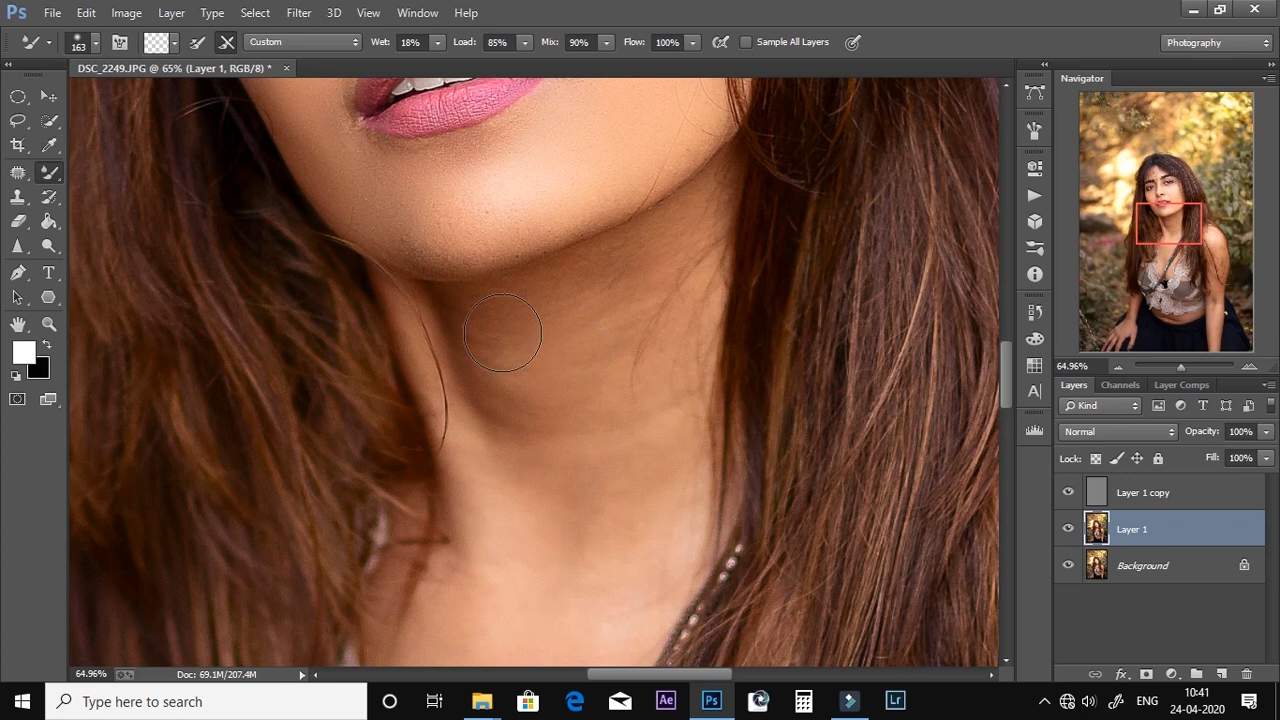 Ps File Edit Image Layer Type Select Filter 3D View Window Help
163 Custom Wet: 18% Load: 85% Mix: 90% Flow: 100% Sample All Layers Photography
DSC_2249.JPG @ 65% (Layer 1, RGB/8) * ×
Navigator
64.96%
Layers Channels Layer Comps
Kind
Normal Opacity: 100%
Lock: Fill: 100%
Layer 1 copy
Layer 1
Background
64.96% Doc: 69.1M/207.4M
Type here to search
Ae Ps Lr
ENG
10:41
24-04-2020